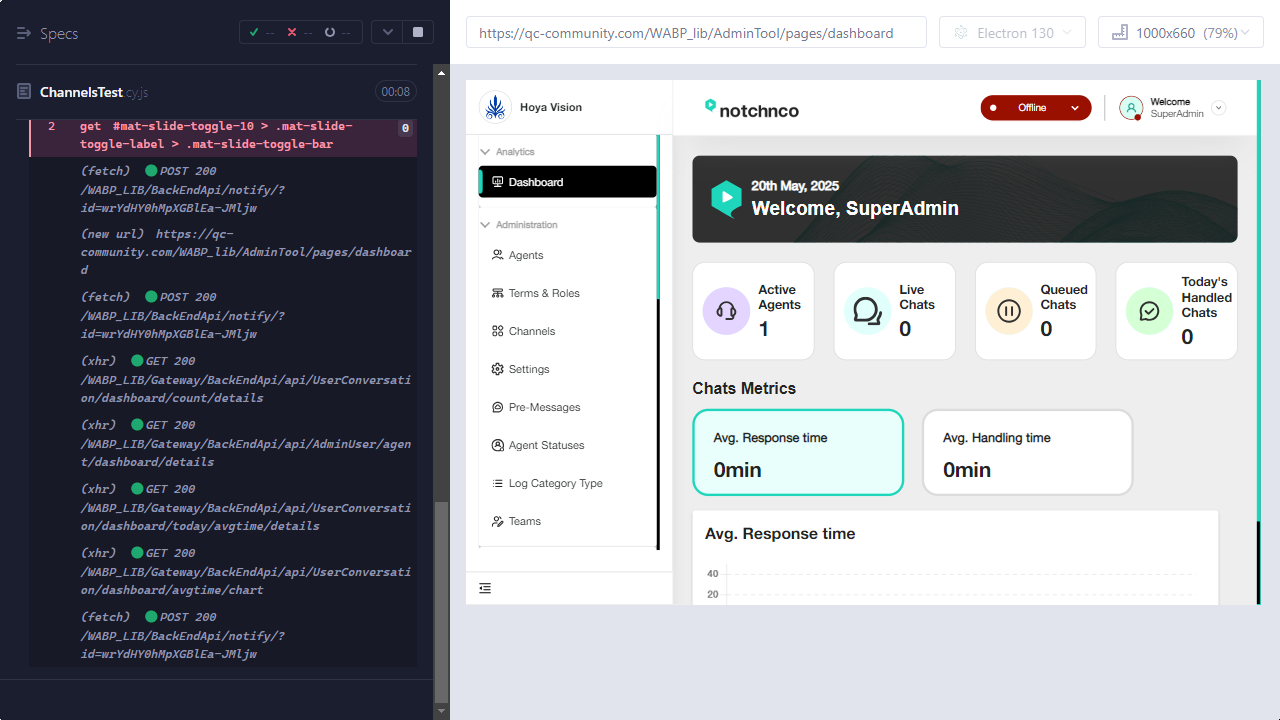 Specs
--
--
--
ChannelsTest cy.js
00:08
2 get #mat-slide-toggle-10 > .mat-slide-
toggle-label > .mat-slide-toggle-bar
0
(fetch) POST 200
/WABP_LIB/BackEndApi/notify/?
id=wrYdHY0hMpXGBlEa-JMljw
(new url) https://qc-
community.com/WABP_lib/AdminTool/pages/dashboar
d
(fetch) POST 200
/WABP_LIB/BackEndApi/notify/?
id=wrYdHY0hMpXGBlEa-JMljw
(xhr) GET 200
/WABP_LIB/Gateway/BackEndApi/api/UserConversati
on/dashboard/count/details
(xhr) GET 200
/WABP_LIB/Gateway/BackEndApi/api/AdminUser/agen
t/dashboard/details
(xhr) GET 200
/WABP_LIB/Gateway/BackEndApi/api/UserConversati
on/dashboard/today/avgtime/details
(xhr) GET 200
/WABP_LIB/Gateway/BackEndApi/api/UserConversati
on/dashboard/avgtime/chart
(fetch) POST 200
/WABP_LIB/BackEndApi/notify/?
id=wrYdHY0hMpXGBlEa-JMljw
https://qc-community.com/WABP_lib/AdminTool/pages/dashboard
Electron 130
1000x660 (79%)
Hoya Vision
Analytics
Dashboard
Administration
Agents
Terms & Roles
Channels
Settings
Pre-Messages
Agent Statuses
Log Category Type
Teams
notchnco
Offline
Welcome
SuperAdmin
20th May, 2025
Welcome, SuperAdmin
Active
Agents
1
Live
Chats
0
Queued
Chats
0
Today's
Handled
Chats
0
Chats Metrics
Avg. Response time
0min
Avg. Handling time
0min
Avg. Response time
40
20